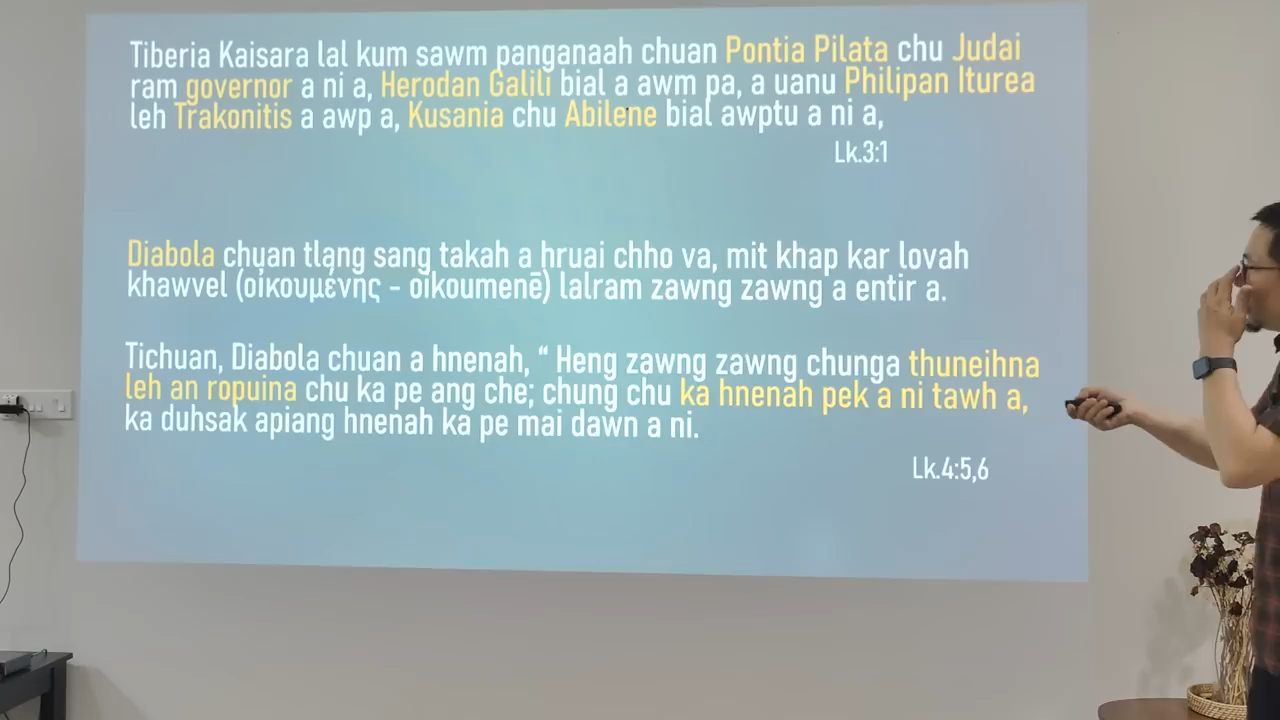 Tiberia Kaisara lal kum sawm panganaah chuan Pontia Pilata chu Judai
ram governor a ni a, Herodan Galili bial a awm pa, a uanu Philipan Iturea
leh Trakonitis a awp a, Kusania chu Abilene bial awptu a ni a,
Lk.3:1
Diabola chuan tlang sang takah a hruai chho va, mit khap kar lovah
khawvel (οἰκουμένης - oikoumenē) lalram zawng zawng a entir a.
Tichuan, Diabola chuan a hnenah, “ Heng zawng zawng chunga thuneihna
leh an ropuina chu ka pe ang che; chung chu ka hnenah pek a ni tawh a,
ka duhsak apiang hnenah ka pe mai dawn a ni.
Lk.4:5,6